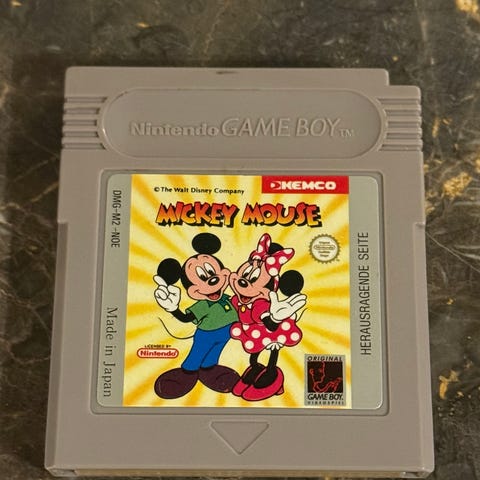 Nintendo GAME BOY TM
© The Walt Disney Company
KEMCO
MICKEY MOUSE
DMG-M2-NOE
Made in Japan
HERAUSRAGENDE SEITE
LICENSED BY
Nintendo
ORIGINAL
GAME BOY
VIDEOSPIEL